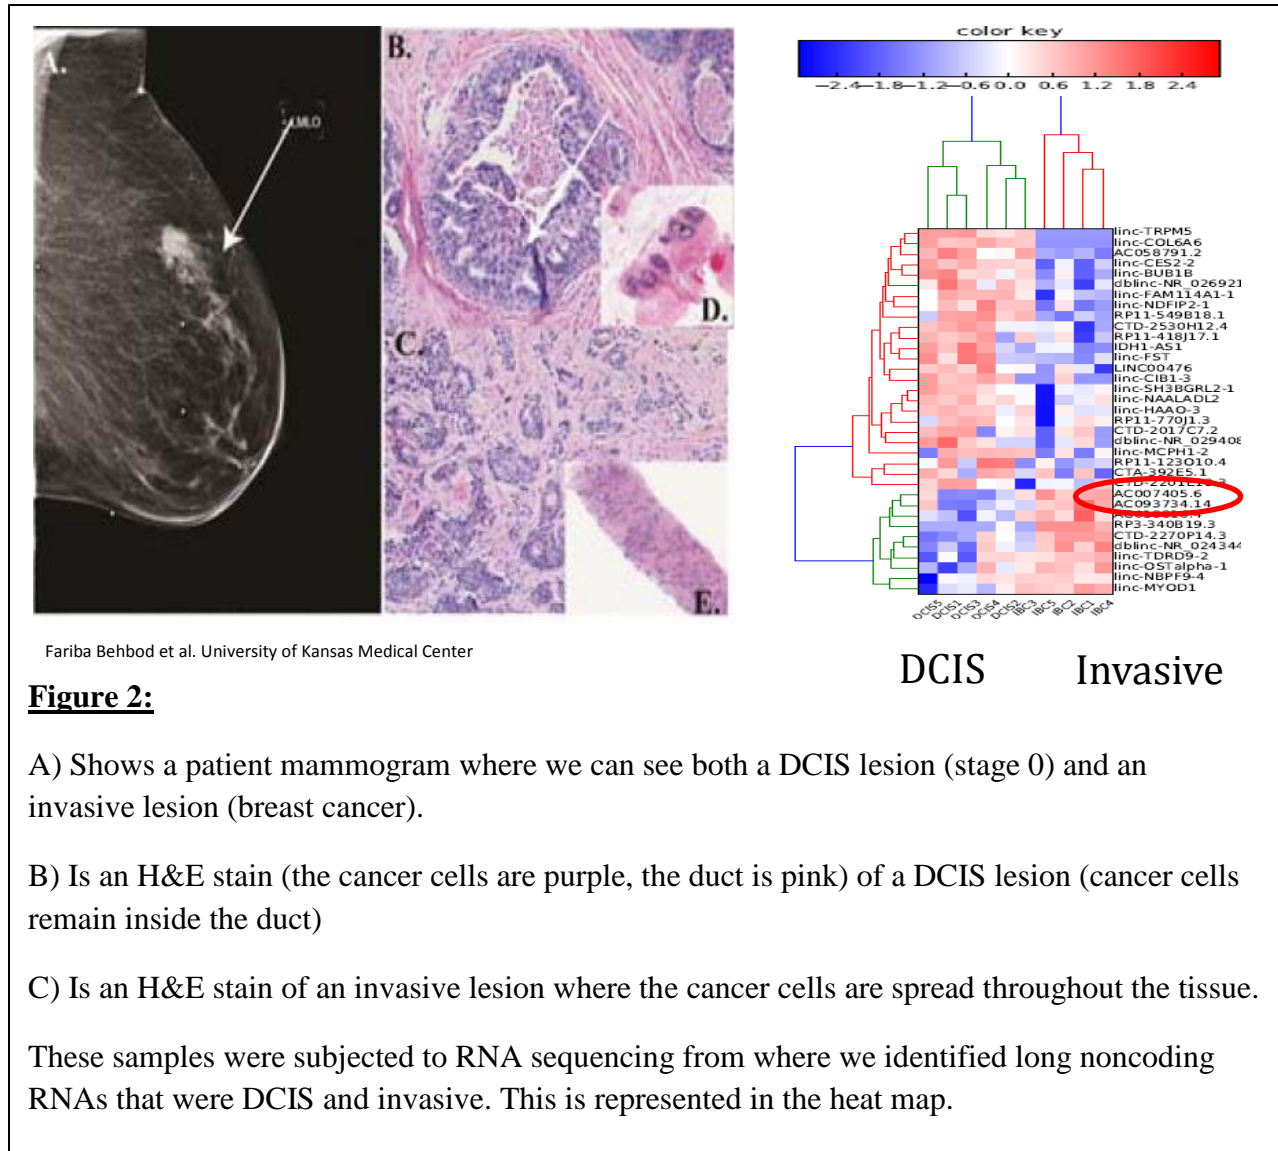 A.
LMLO
B.
D.
C.
E.
color key
−2.4 −1.8 −1.2 −0.6 0.0 0.6 1.2 1.8 2.4
linc-TRPM5
linc-COL6A6
AC058791.2
linc-CES2-2
linc-BUB1B
dblinc-NR_026921
linc-FAM114A1-1
linc-NDFIP2-1
RP11-549B18.1
CTD-2530H12.4
RP11-418J17.1
IDH1-AS1
linc-FST
LINC00476
linc-CIB1-3
linc-SH3BGRL2-1
linc-NAALADL2
linc-HAAO-3
RP11-770J1.3
CTD-2017C7.2
dblinc-NR_029408
linc-MCPH1-2
RP11-123O10.4
CTA-392E5.1
AC007405.6
AC093734.14
RP3-340B19.3
CTD-2270P14.3
dblinc-NR_024344
linc-TDRD9-2
linc-OSTalpha-1
linc-NBPF9-4
linc-MYOD1
DCIS5 DCIS1 DCIS3 DCIS4 DCIS2 IBC3 IBC5 IBC2 IBC1 IBC4
DCIS Invasive
Fariba Behbod et al. University of Kansas Medical Center
Figure 2:
A) Shows a patient mammogram where we can see both a DCIS lesion (stage 0) and an
invasive lesion (breast cancer).
B) Is an H&E stain (the cancer cells are purple, the duct is pink) of a DCIS lesion (cancer cells
remain inside the duct)
C) Is an H&E stain of an invasive lesion where the cancer cells are spread throughout the tissue.
These samples were subjected to RNA sequencing from where we identified long noncoding
RNAs that were DCIS and invasive. This is represented in the heat map.